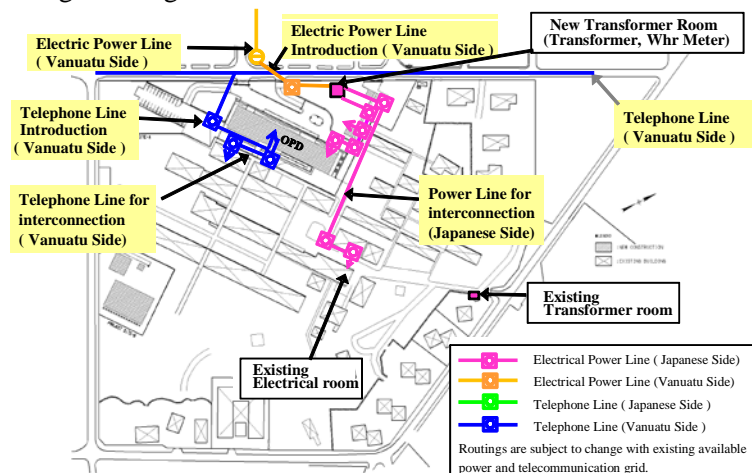 New Transformer Room
(Transformer, Whr Meter)
Electric Power Line
( Vanuatu Side )
Electric Power Line
Introduction ( Vanuatu Side )
Telephone Line
Introduction
( Vanuatu Side )
Telephone Line
( Vanuatu Side )
OPD
Telephone Line for
interconnection
( Vanuatu Side)
Power Line for
interconnection
(Japanese Side)
: NEW CONSTRUCTION
: EXISTING BUILDING
Existing
Transformer room
Existing
Electrical room
Electrical Power Line ( Japanese Side)
Electrical Power Line (Vanuatu Side)
Telephone Line ( Japanese Side )
Telephone Line (Vanuatu Side )
Routings are subject to change with existing available
power and telecommunication grid.